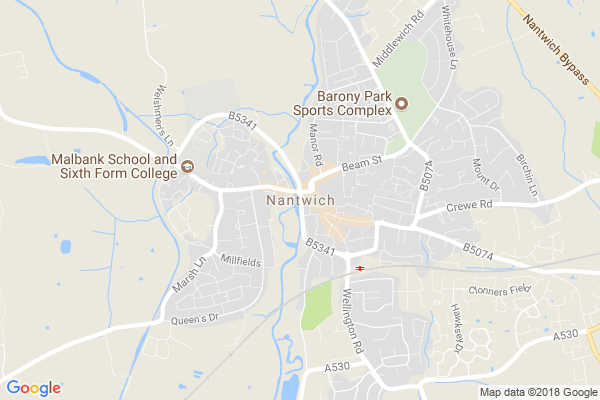 Middlewich Rd
Whitehouse Ln
Nantwich Bypass
Barony Park
Sports Complex
Welshmen's Ln
B5341
Manor Rd
Malbank School and
Sixth Form College
Beam St
B5074
Mount Dr
Birchin Ln
Nantwich
Crewe Rd
B5341
B5074
Marsh Ln
Millfields
Wellington Rd
Conners Field
Hawksey Dr
Queen's Dr
A530
A530
Google
Map data ©2018 Google